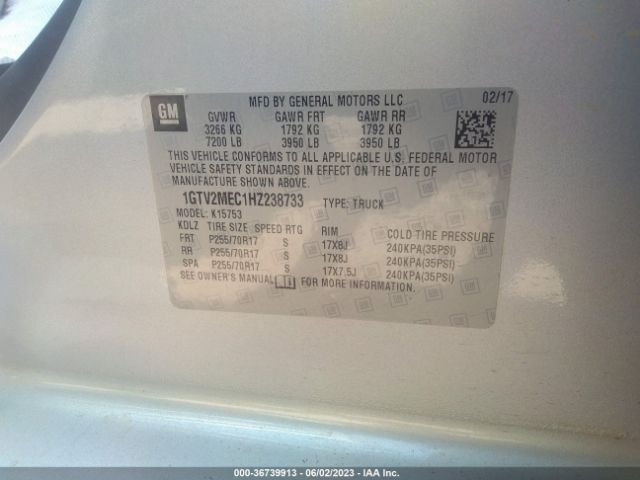 GM
MFD BY GENERAL MOTORS LLC 02/17
GVWR GAWR FRT GAWR RR
3266 KG 1792 KG 1792 KG
7200 LB 3950 LB 3950 LB
THIS VEHICLE CONFORMS TO ALL APPLICABLE U.S. FEDERAL MOTOR
VEHICLE SAFETY STANDARDS IN EFFECT ON THE DATE OF
MANUFACTURE SHOWN ABOVE.
1GTV2MEC1HZ238733 TYPE: TRUCK
MODEL: K15753
KDLZ TIRE SIZE SPEED RTG RIM COLD TIRE PRESSURE
FRT P255/70R17 S 17X8J 240KPA(35PSI)
RR P255/70R17 S 17X8J 240KPA(35PSI)
SPA P255/70R17 S 17X7.5J 240KPA(35PSI)
SEE OWNER'S MANUAL FOR MORE INFORMATION.
000-36739913 - 06/02/2023 - IAA Inc.